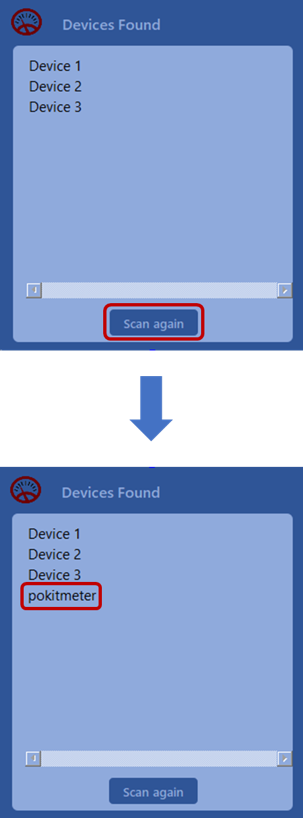 Devices Found
Device 1
Device 2
Device 3
Scan again
Devices Found
Device 1
Device 2
Device 3
pokitmeter
Scan again